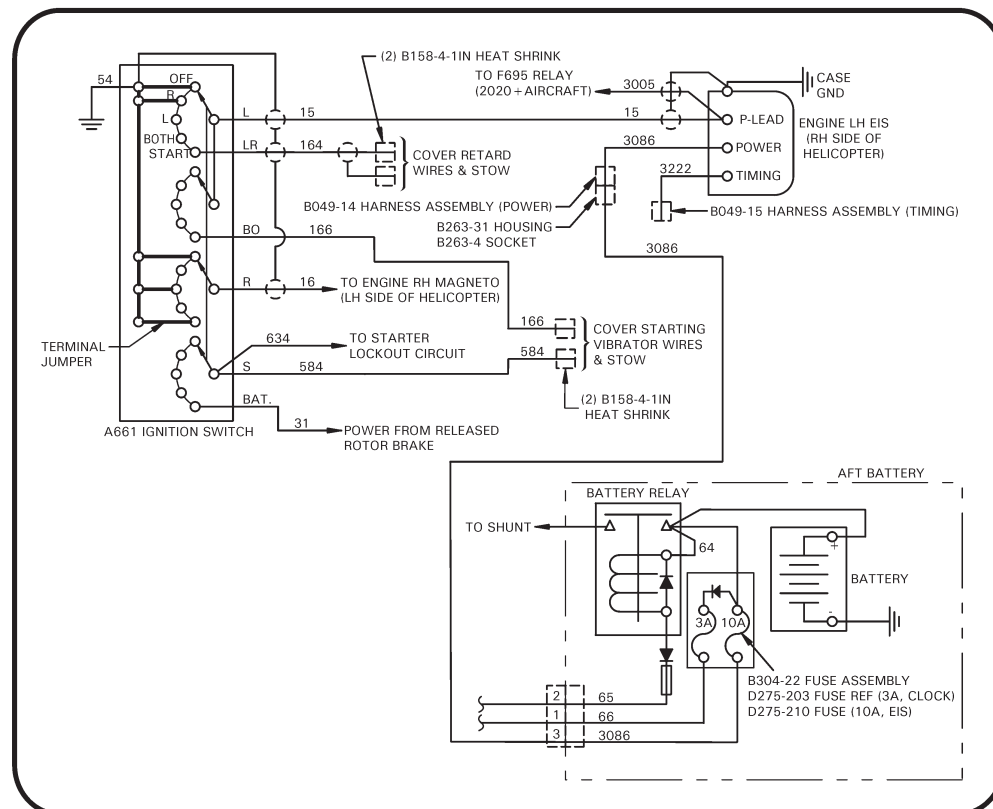 (2) B158-4-1IN HEAT SHRINK
TO F695 RELAY
(2020+AIRCRAFT)
3005
CASE
GND
54
OFF
R
L
BOTH
START
L
15
15
P-LEAD
ENGINE LH EIS
(RH SIDE OF
HELICOPTER)
LR
164
COVER RETARD
WIRES & STOW
3086
POWER
3222
TIMING
B049-14 HARNESS ASSEMBLY (POWER)
B049-15 HARNESS ASSEMBLY (TIMING)
B263-31 HOUSING
B263-4 SOCKET
BO
166
3086
R
16
TO ENGINE RH MAGNETO
(LH SIDE OF HELICOPTER)
166
COVER STARTING
VIBRATOR WIRES
& STOW
TERMINAL
JUMPER
634
TO STARTER
LOCKOUT CIRCUIT
584
S
584
(2) B158-4-1IN
HEAT SHRINK
BAT.
31
POWER FROM RELEASED
ROTOR BRAKE
A661 IGNITION SWITCH
AFT BATTERY
BATTERY RELAY
TO SHUNT
64
+
BATTERY
-
3A
10A
B304-22 FUSE ASSEMBLY
D275-203 FUSE REF (3A, CLOCK)
D275-210 FUSE (10A, EIS)
2
65
1
66
3
3086